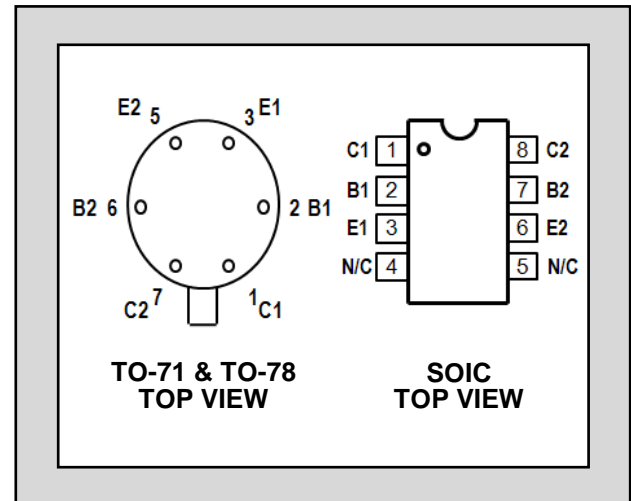 E2 5 3 E1
B2 6 2 B1
C2 7 1 C1
TO-71 & TO-78
TOP VIEW
C1 1 8 C2
B1 2 7 B2
E1 3 6 E2
N/C 4 5 N/C
SOIC
TOP VIEW